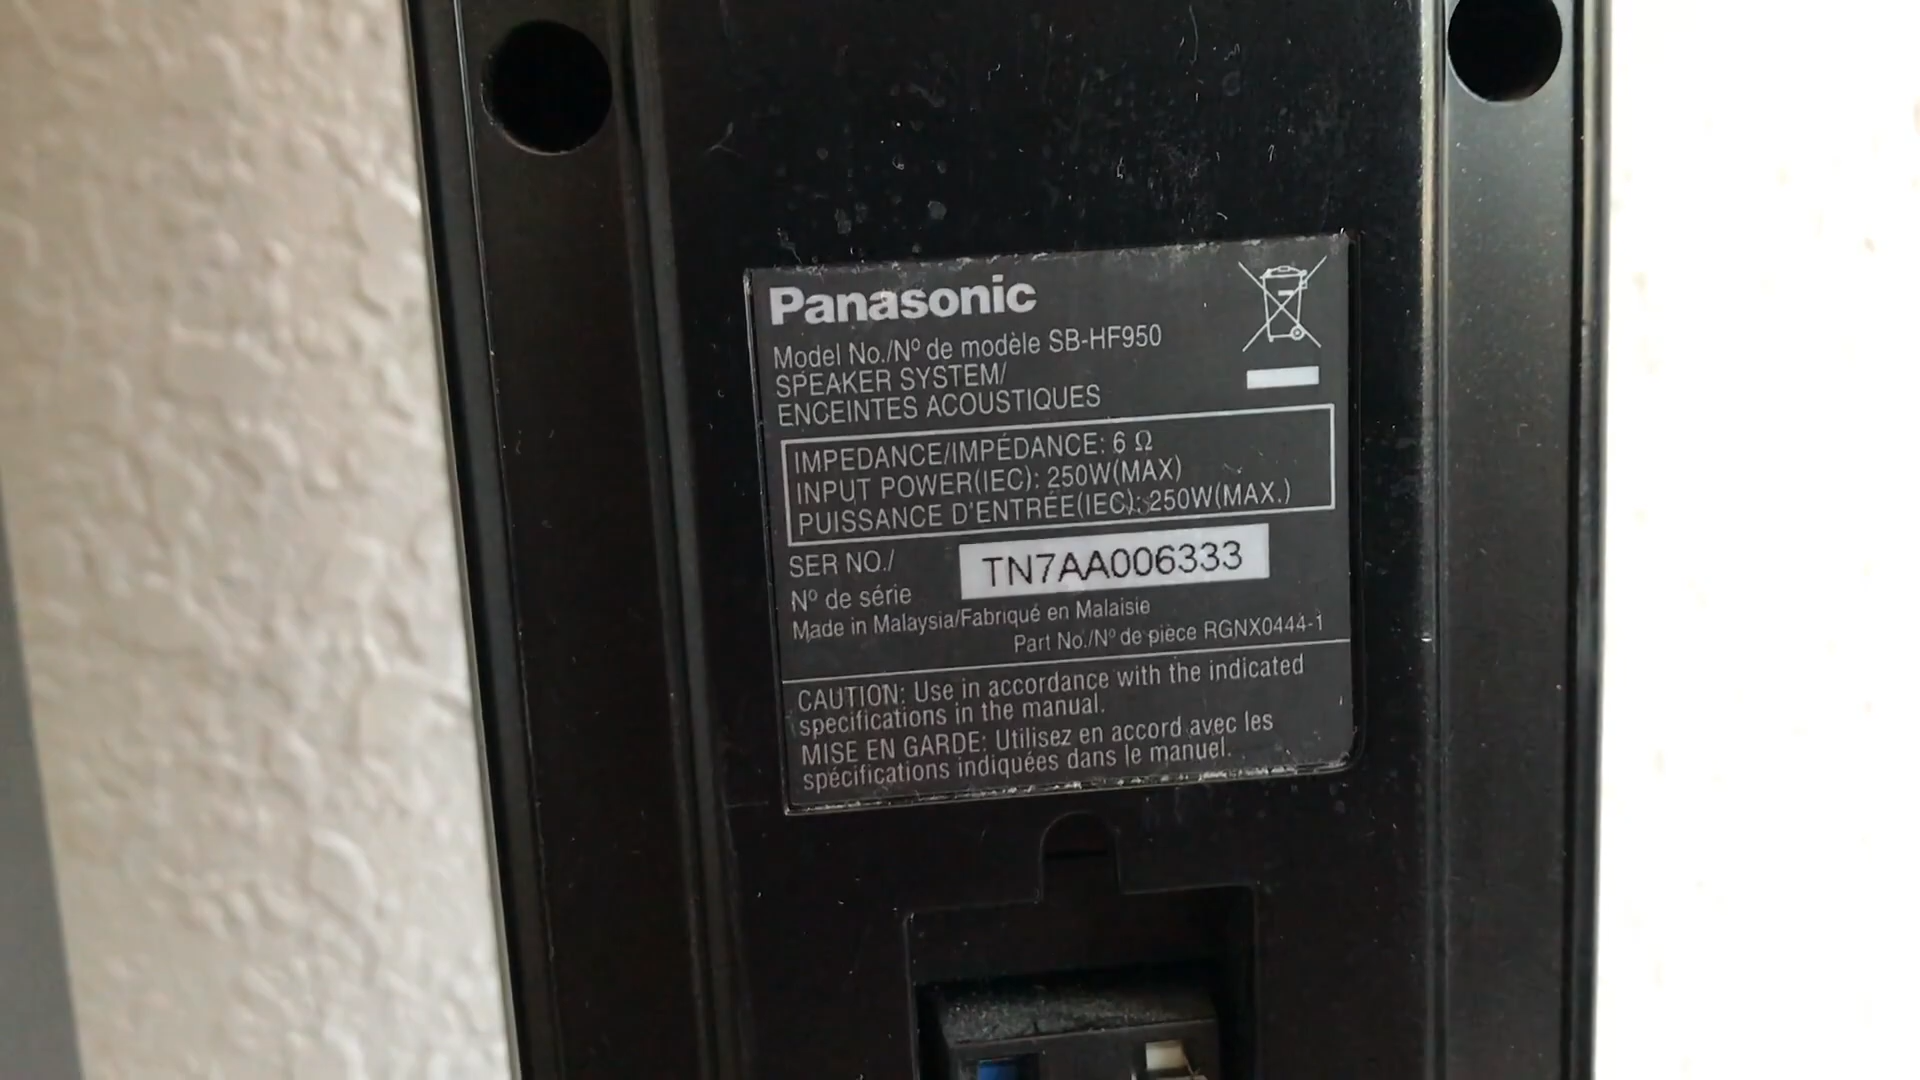 Panasonic
Model No./Nº de modèle SB-HF950
SPEAKER SYSTEM/
ENCEINTES ACOUSTIQUES
IMPEDANCE/IMPÉDANCE: 6 Ω
INPUT POWER(IEC): 250W(MAX)
PUISSANCE D'ENTRÉE(IEC): 250W(MAX.)
SER NO./
Nº de série
TN7AA006333
Made in Malaysia/Fabriqué en Malaisie
Part No./Nº de pièce RGNX0444-1
CAUTION: Use in accordance with the indicated
specifications in the manual.
MISE EN GARDE: Utilisez en accord avec les
spécifications indiquées dans le manuel.